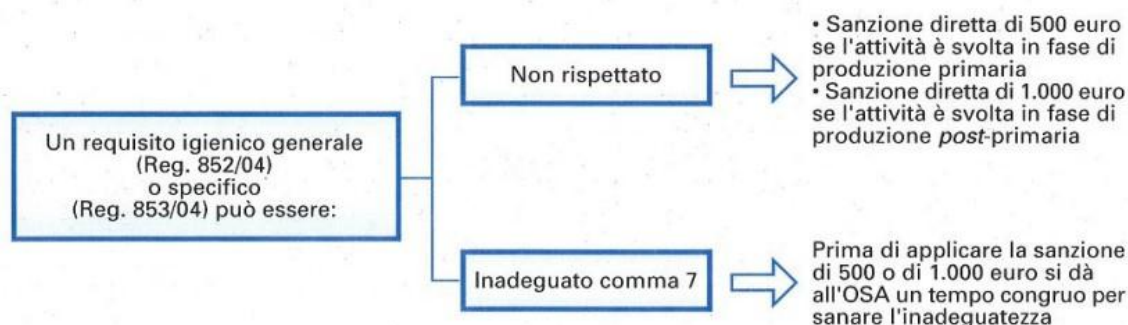 Un requisito igienico generale
(Reg. 852/04)
o specifico
(Reg. 853/04) può essere:
Non rispettato
• Sanzione diretta di 500 euro
se l'attività è svolta in fase di
produzione primaria
• Sanzione diretta di 1.000 euro
se l'attività è svolta in fase di
produzione post-primaria
Inadeguato comma 7
Prima di applicare la sanzione
di 500 o di 1.000 euro si dà
all'OSA un tempo congruo per
sanare l'inadeguatezza